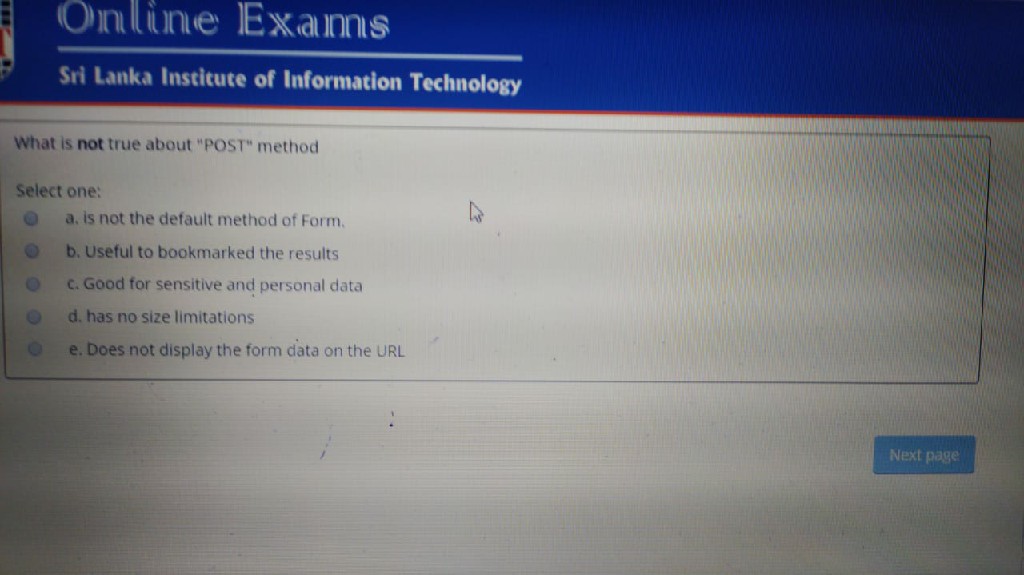 Online Exams
Sri Lanka Institute of Information Technology
What is not true about "POST" method
Select one:
a. is not the default method of Form.
b. Useful to bookmarked the results
c. Good for sensitive and personal data
d. has no size limitations
e. Does not display the form data on the URL
Next page